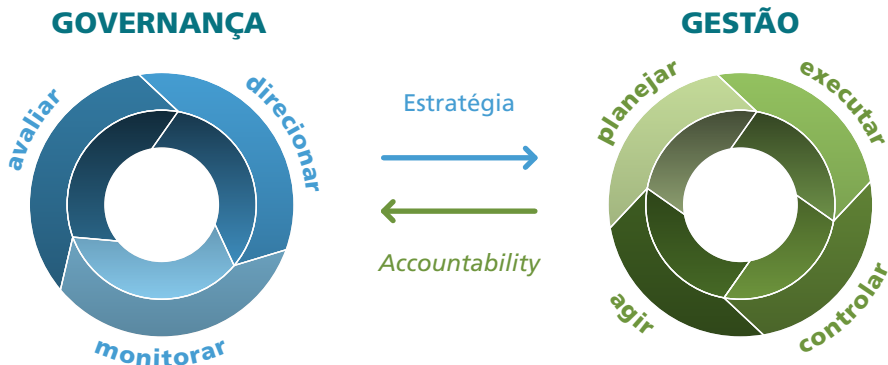 GOVERNANÇA
avaliar
direcionar
monitorar
Estratégia
Accountability
GESTÃO
planejar
executar
controlar
agir